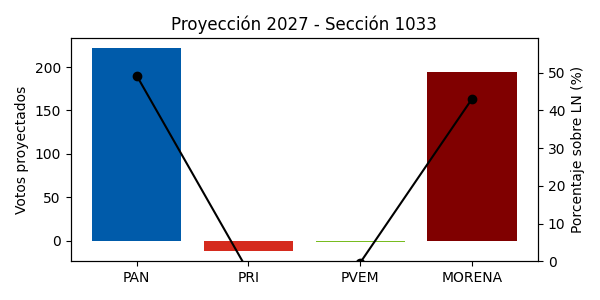 Proyección 2027 - Sección 1033
Votos proyectados
200
150
100
50
0
Porcentaje sobre LN (%)
50
40
30
20
10
0
PAN
PRI
PVEM
MORENA